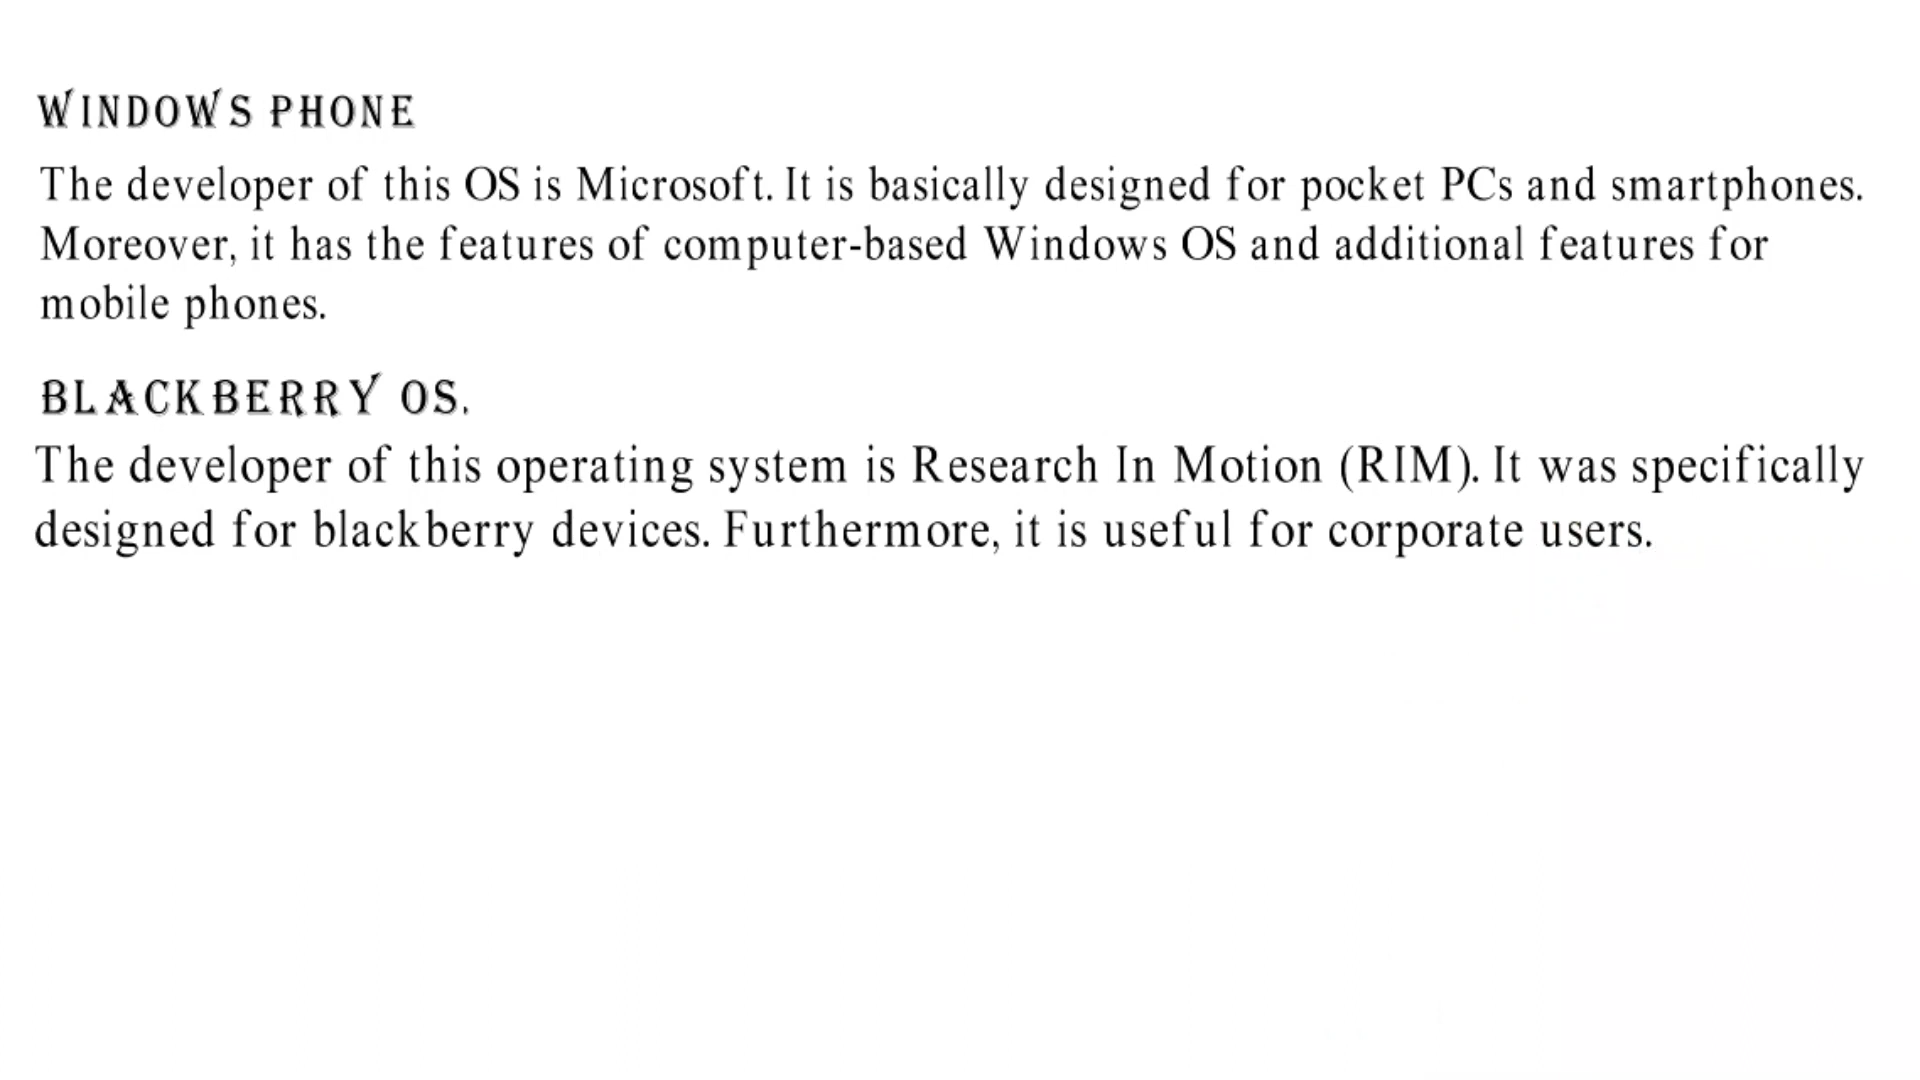 WINDOWS PHONE
The developer of this OS is Microsoft. It is basically designed for pocket PCs and smartphones.
Moreover, it has the features of computer-based Windows OS and additional features for
mobile phones.
BLACKBERRY OS.
The developer of this operating system is Research In Motion (RIM). It was specifically
designed for blackberry devices. Furthermore, it is useful for corporate users.